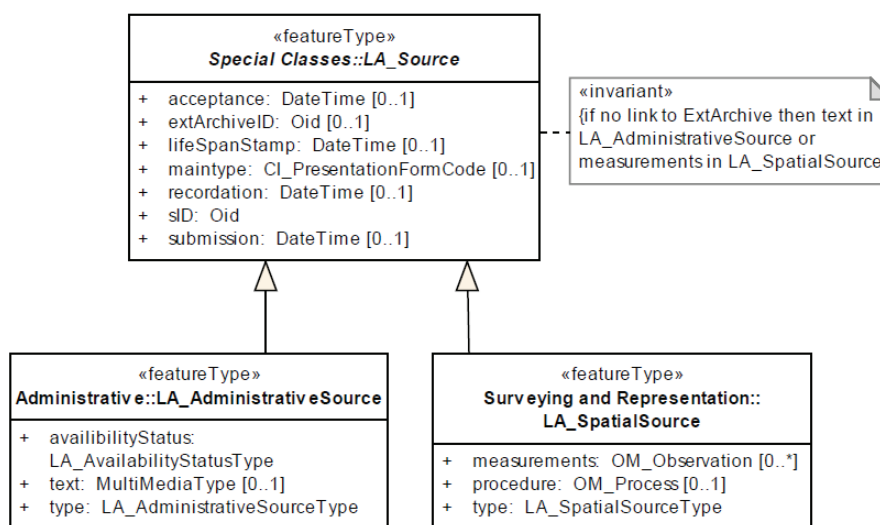 «featureType»
Special Classes::LA_Source
+ acceptance: DateTime [0..1]
+ extArchiveID: Oid [0..1]
+ lifeSpanStamp: DateTime [0..1]
+ maintype: CI_PresentationFormCode [0..1]
+ recordation: DateTime [0..1]
+ sID: Oid
+ submission: DateTime [0..1]
«invariant»
{if no link to ExtArchive then text in
LA_AdministrativeSource or
measurements in LA_SpatialSource
«featureType»
Administrative::LA_AdministrativeSource
+ availibilityStatus:
LA_AvailabilityStatusType
+ text: MultiMediaType [0..1]
+ type: LA_AdministrativeSourceType
«featureType»
Surveying and Representation::
LA_SpatialSource
+ measurements: OM_Observation [0..*]
+ procedure: OM_Process [0..1]
+ type: LA_SpatialSourceType